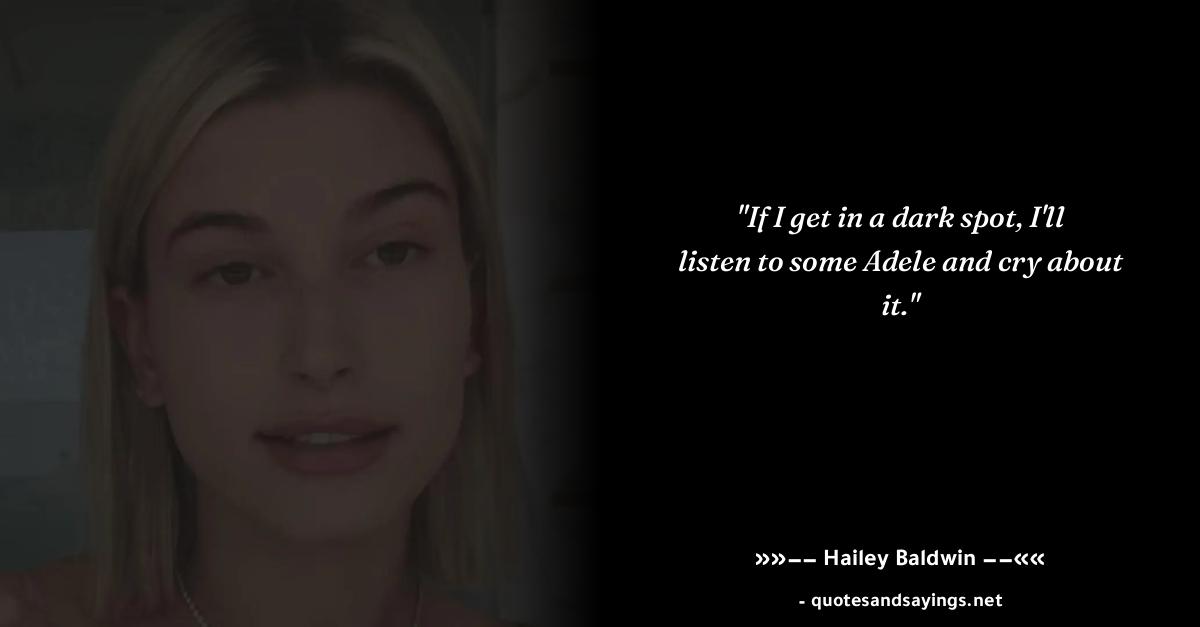 "If I get in a dark spot, I'll
listen to some Adele and cry about
it."
»»–– Hailey Baldwin ––««
- quotesandsayings.net